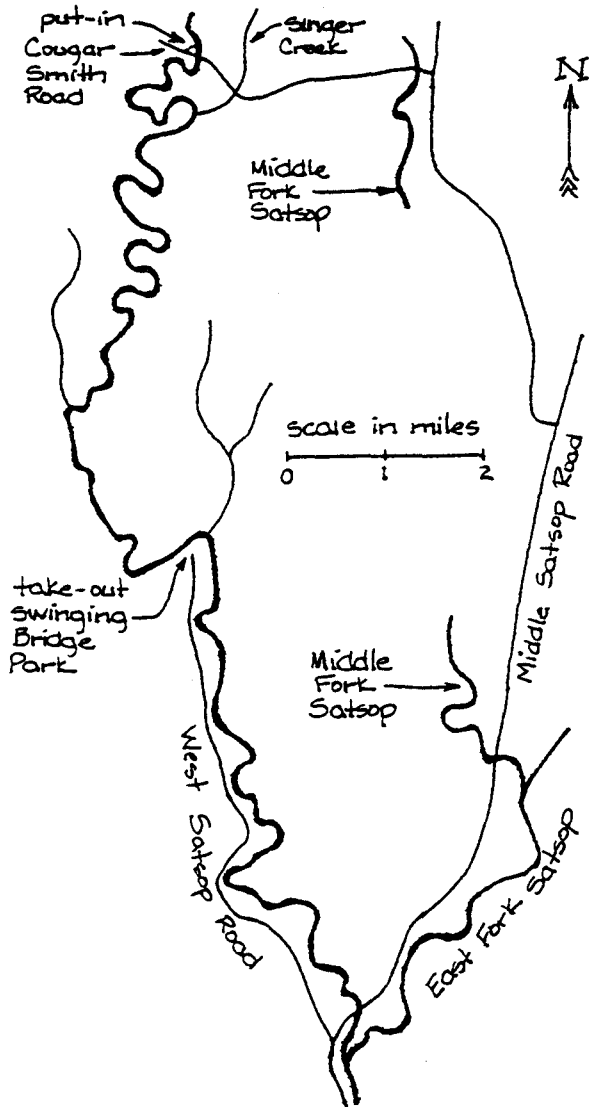 put-in
Cougar
Smith
Road
Singer
Creek
N
Middle
Fork
Satsop
scale in miles
0 1 2
Middle Satsop Road
take-out
swinging
Bridge
Park
Middle
Fork
Satsop
West Satsop Road
East Fork Satsop